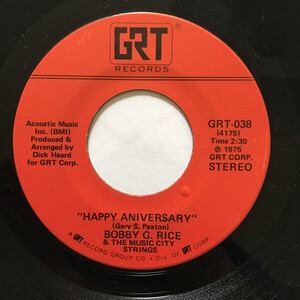 GRT
RECORDS
Acoustic Music
Inc. (BMI)
Produced &
Arranged by
Dick Heard
for GRT Corp.
GRT-038
(4175)
Time 2:30
℗ 1975
GRT CORP.
STEREO
"HAPPY ANIVERSARY"
(Gary S. Paxton)
BOBBY G. RICE
& THE MUSIC CITY
STRINGS
A GRT RECORD GROUP CO. • DIV. OF GRT CORP